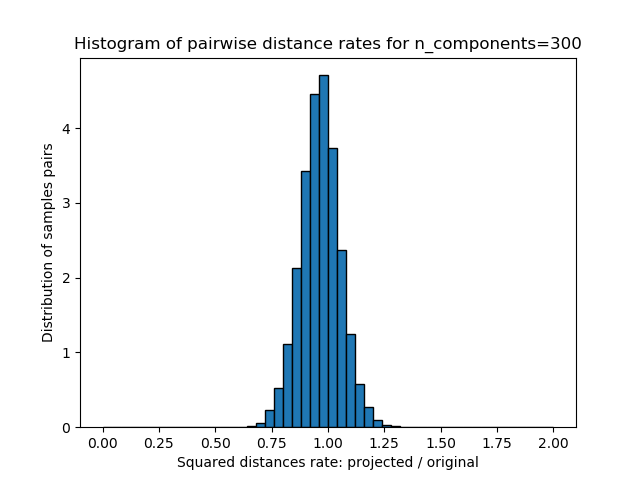 Histogram of pairwise distance rates for n_components=300
Distribution of samples pairs
4
3
2
1
0
0.00 0.25 0.50 0.75 1.00 1.25 1.50 1.75 2.00
Squared distances rate: projected / original